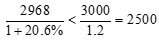 2968/(1+20.6%) < 3000/1.2 = 2500